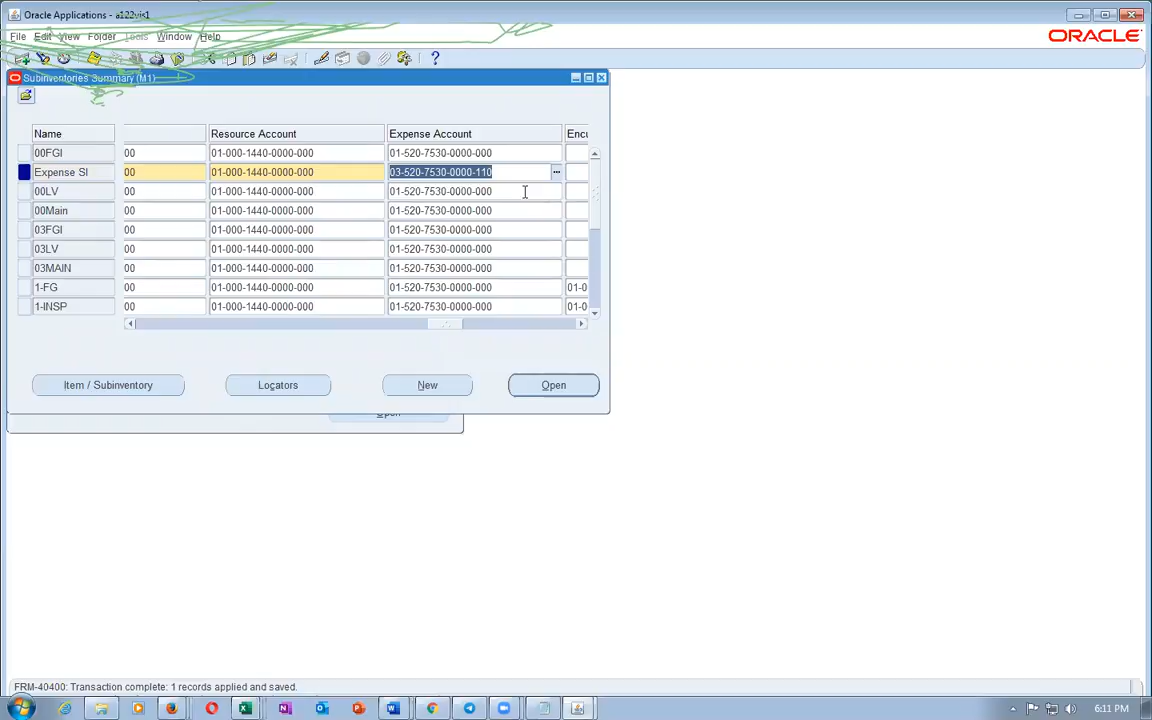 Oracle Applications - a122vis1
File Edit View Folder Tools Window Help
ORACLE
Subinventories Summary (M1)
Name Resource Account Expense Account Encu
00FGI 00 01-000-1440-0000-000 01-520-7530-0000-000
Expense SI 00 01-000-1440-0000-000 03-520-7530-0000-110
00LV 00 01-000-1440-0000-000 01-520-7530-0000-000
00Main 00 01-000-1440-0000-000 01-520-7530-0000-000
03FGI 00 01-000-1440-0000-000 01-520-7530-0000-000
03LV 00 01-000-1440-0000-000 01-520-7530-0000-000
03MAIN 00 01-000-1440-0000-000 01-520-7530-0000-000
1-FG 00 01-000-1440-0000-000 01-520-7530-0000-000 01-0
1-INSP 00 01-000-1440-0000-000 01-520-7530-0000-000 01-0
Item / Subinventory Locators New Open
Open
FRM-40400: Transaction complete: 1 records applied and saved.
6:11 PM